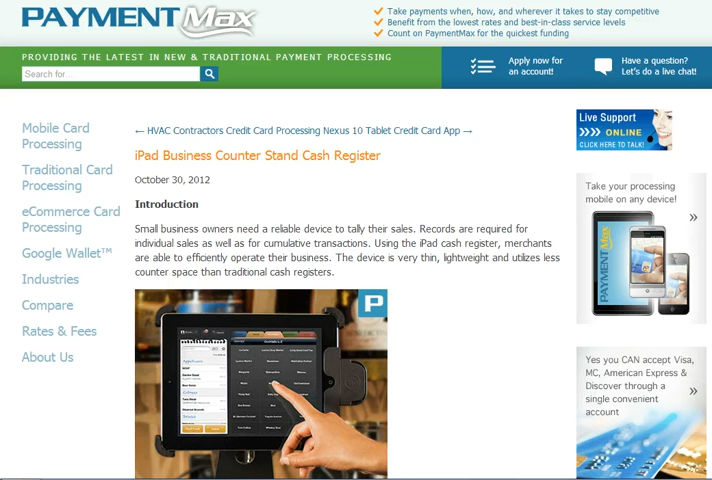 PAYMENTMax
Take payments when, how, and wherever it takes to stay competitive
Benefit from the lowest rates and best-in-class service levels
Count on PaymentMax for the quickest funding
PROVIDING THE LATEST IN NEW & TRADITIONAL PAYMENT PROCESSING
Search for...
Apply now for
an account!
Have a question?
Let's do a live chat!
Mobile Card
Processing
Traditional Card
Processing
eCommerce Card
Processing
Google Wallet™
Industries
Compare
Rates & Fees
About Us
← HVAC Contractors Credit Card Processing Nexus 10 Tablet Credit Card App →
iPad Business Counter Stand Cash Register
October 30, 2012
Introduction
Small business owners need a reliable device to tally their sales. Records are required for
individual sales as well as for cumulative transactions. Using the iPad cash register, merchants
are able to efficiently operate their business. The device is very thin, lightweight and utilizes less
counter space than traditional cash registers.
P
Live Support
»»» ONLINE
CLICK HERE TO TALK!
Take your processing
mobile on any device!
»
PAYMENTMax
Yes you CAN accept Visa,
MC, American Express &
Discover through a
single convenient
account
»